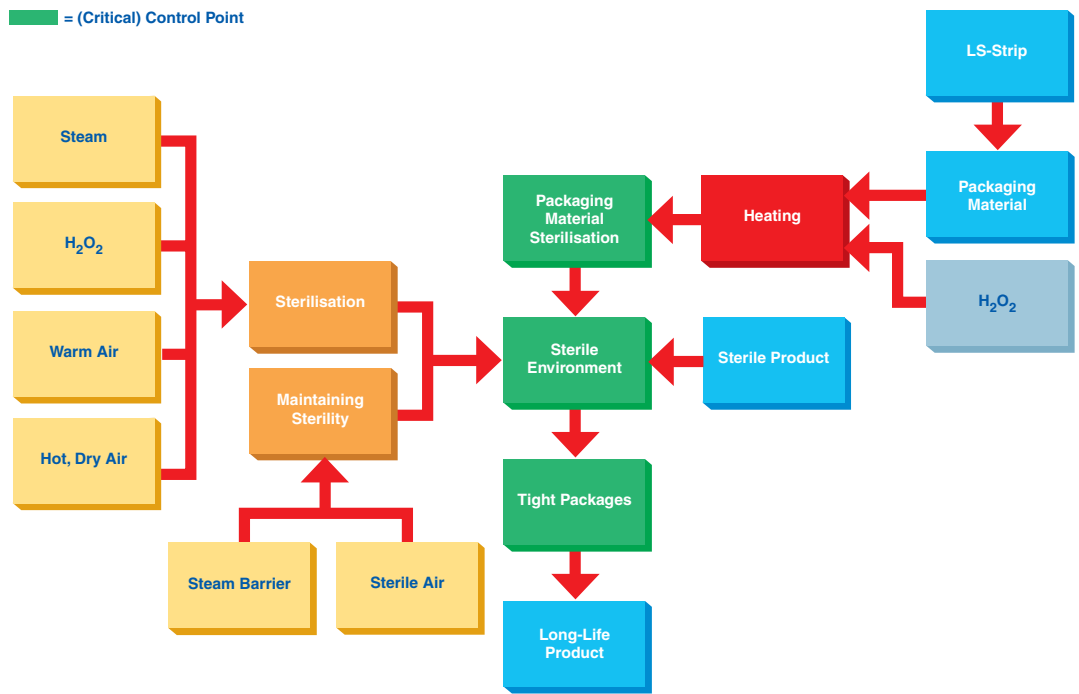 = (Critical) Control Point
LS-Strip
Steam
Packaging
Material
Heating
Packaging
Material
Sterilisation
H₂O₂
H₂O₂
Sterilisation
Warm Air
Sterile
Environment
Sterile Product
Maintaining
Sterility
Hot, Dry Air
Tight Packages
Steam Barrier
Sterile Air
Long-Life
Product